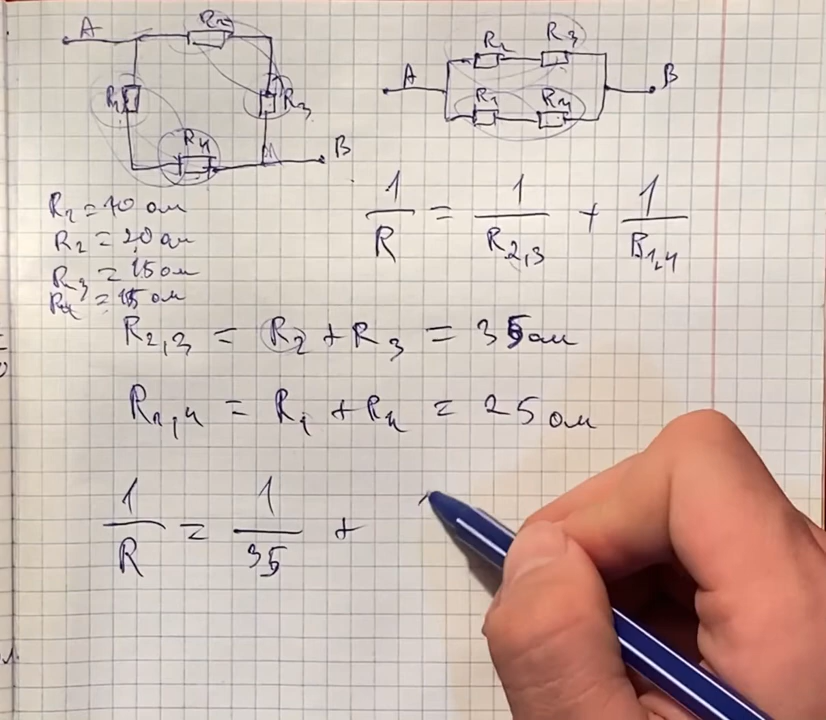 A R2
R1 R3
R4 B
R2 R3
A B
R1 R4
R1 = 10 ом
R2 = 20 ом
R3 = 15 ом
R4 = 15 ом
1/R = 1/R2,3 + 1/R1,4
R2,3 = R2 + R3 = 35 ом
R1,4 = R1 + R4 = 25 ом
1/R = 1/35 +